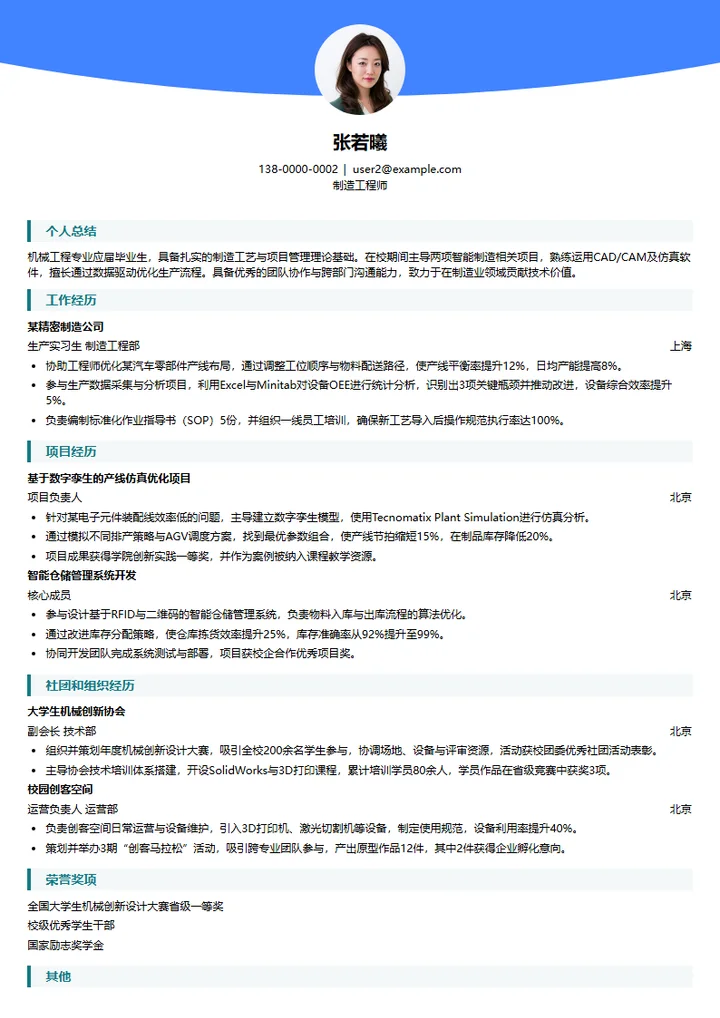 张若曦
138-0000-0002 | user2@example.com
制造工程师
个人总结
机械工程专业应届毕业生，具备扎实的制造工艺与项目管理理论基础。在校期间主导两项智能制造相关项目，熟练运用CAD/CAM及仿真软
件，擅长通过数据驱动优化生产流程。具备优秀的团队协作与跨部门沟通能力，致力于在制造业领域贡献技术价值。
工作经历
某精密制造公司
生产实习生 制造工程部 上海
• 协助工程师优化某汽车零部件产线布局，通过调整工位顺序与物料配送路径，使产线平衡率提升12%，日均产能提高8%。
• 参与生产数据采集与分析项目，利用Excel与Minitab对设备OEE进行统计分析，识别出3项关键瓶颈并推动改进，设备综合效率提升
5%。
• 负责编制标准化作业指导书（SOP）5份，并组织一线员工培训，确保新工艺导入后操作规范执行率达100%。
项目经历
基于数字孪生的产线仿真优化项目
项目负责人 北京
• 针对某电子元件装配线效率低的问题，主导建立数字孪生模型，使用Tecnomatix Plant Simulation进行仿真分析。
• 通过模拟不同排产策略与AGV调度方案，找到最优参数组合，使产线节拍缩短15%，在制品库存降低20%。
• 项目成果获得学院创新实践一等奖，并作为案例被纳入课程教学资源。
智能仓储管理系统开发
核心成员 北京
• 参与设计基于RFID与二维码的智能仓储管理系统，负责物料入库与出库流程的算法优化。
• 通过改进库存分配策略，使仓库拣货效率提升25%，库存准确率从92%提升至99%。
• 协同开发团队完成系统测试与部署，项目获校企合作优秀项目奖。
社团和组织经历
大学生机械创新协会
副会长 技术部 北京
• 组织并策划年度机械创新设计大赛，吸引全校200余名学生参与，协调场地、设备与评审资源，活动获校团委优秀社团活动表彰。
• 主导协会技术培训体系搭建，开设SolidWorks与3D打印课程，累计培训学员80余人，学员作品在省级竞赛中获奖3项。
校园创客空间
运营负责人 运营部 北京
• 负责创客空间日常运营与设备维护，引入3D打印机、激光切割机等设备，制定使用规范，设备利用率提升40%。
• 策划并举办3期“创客马拉松”活动，吸引跨专业团队参与，产出原型作品12件，其中2件获得企业孵化意向。
荣誉奖项
全国大学生机械创新设计大赛省级一等奖
校级优秀学生干部
国家励志奖学金
其他